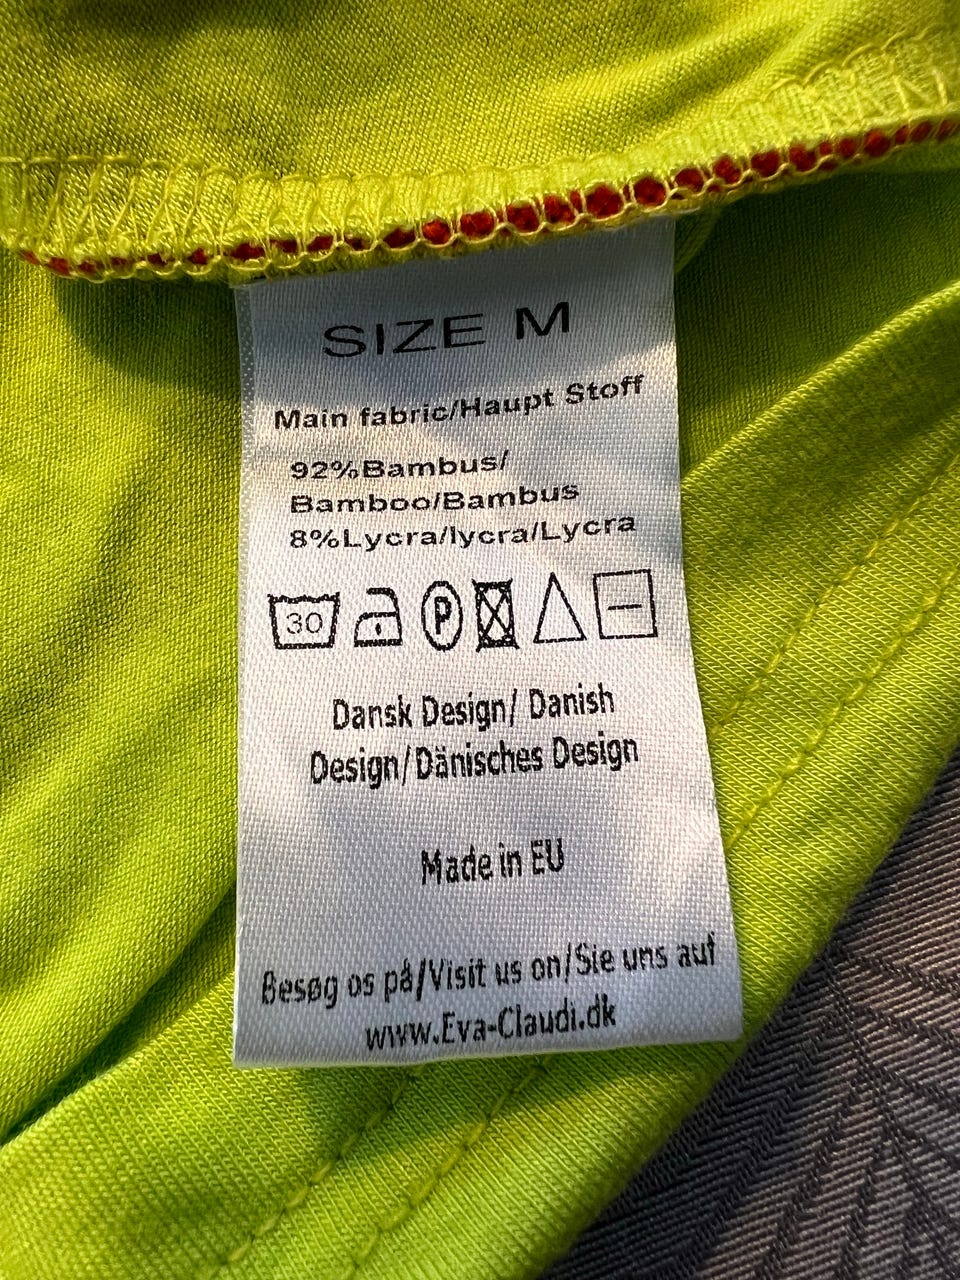 SIZE M
Main fabric/Haupt Stoff
92%Bambus/
Bamboo/Bambus
8%Lycra/lycra/Lycra
30 P
Dansk Design/ Danish
Design/Dänisches Design
Made in EU
Besøg os på/Visit us on/Sie uns auf
www.Eva-Claudi.dk